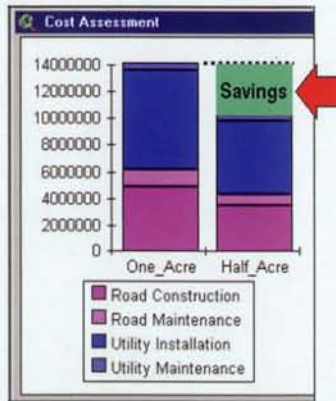 Cost Assessment
14000000
12000000
10000000
8000000
6000000
4000000
2000000
0
Savings
One_Acre Half_Acre
Road Construction
Road Maintenance
Utility Installation
Utility Maintenance